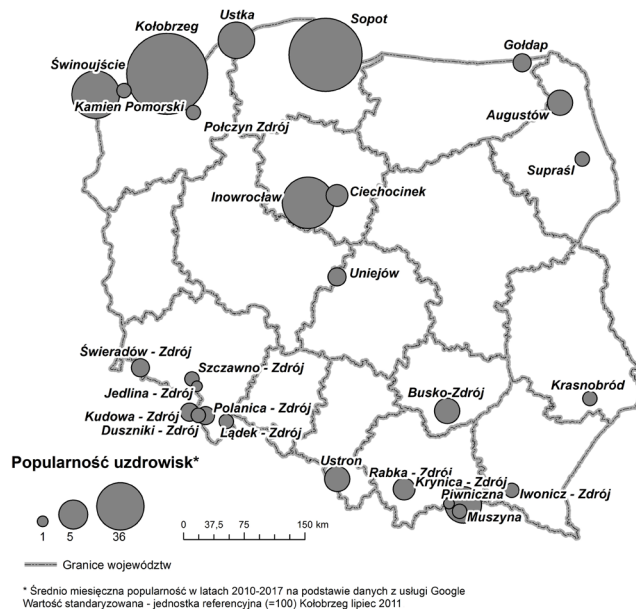 Kołobrzeg
Ustka
Sopot
Gołdap
Świnoujście
Kamien Pomorski
Augustów
Połczyn Zdrój
Supraśl
Inowrocław
Ciechocinek
Uniejów
Świeradów - Zdrój
Szczawno - Zdrój
Jedlina - Zdrój
Busko-Zdrój
Krasnobród
Kudowa - Zdrój
Polanica - Zdrój
Duszniki - Zdrój
Lądek - Zdrój
Ustron
Rabka - Zdrój
Krynica - Zdrój
Piwniczna
Iwonicz - Zdrój
Muszyna
Popularność uzdrowisk*
1 5 36
0 37,5 75 150 km
Granice województw
* Średnio miesięczna popularność w latach 2010-2017 na podstawie danych z usługi Google
Wartość standaryzowana - jednostka referencyjna (=100) Kołobrzeg lipiec 2011